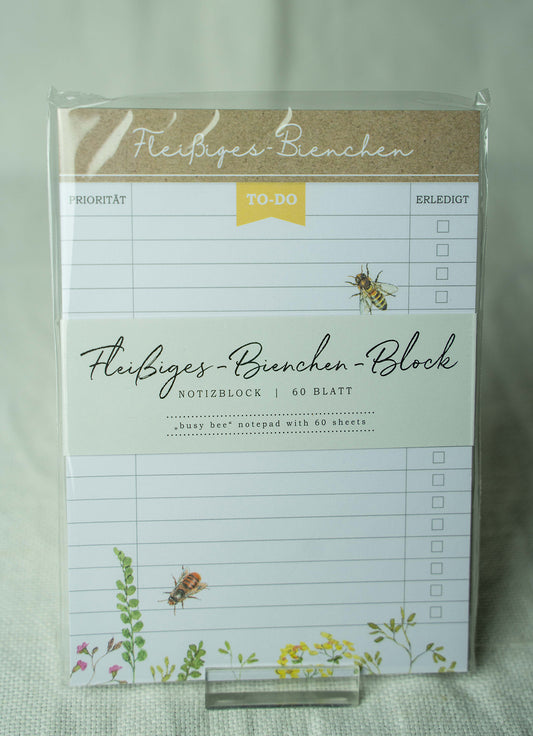 Fleißiges-Bienchen
PRIORITÄT TO-DO ERLEDIGT
Fleißiges-Bienchen-Block
NOTIZBLOCK | 60 BLATT
„busy bee“ notepad with 60 sheets